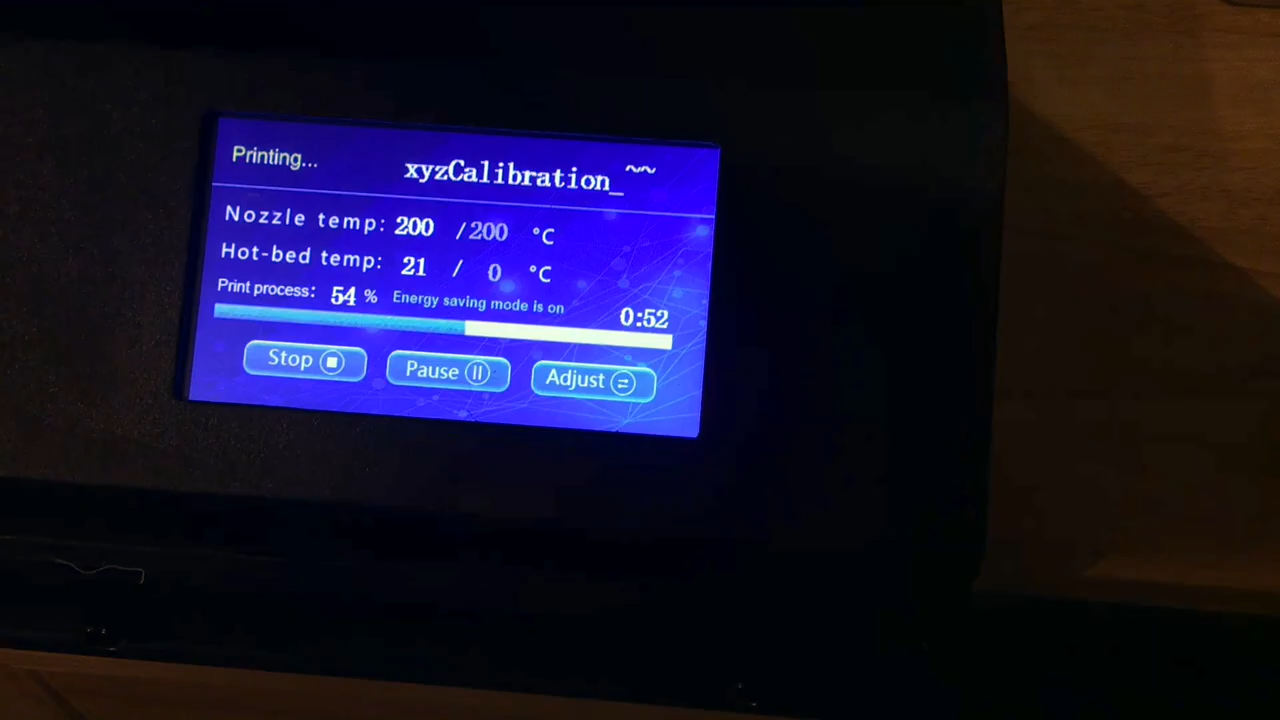 Printing...
xyzCalibration_~~
Nozzle temp: 200 /200 °C
Hot-bed temp: 21 / 0 °C
Print process: 54 % Energy saving mode is on 0:52
Stop Pause Adjust